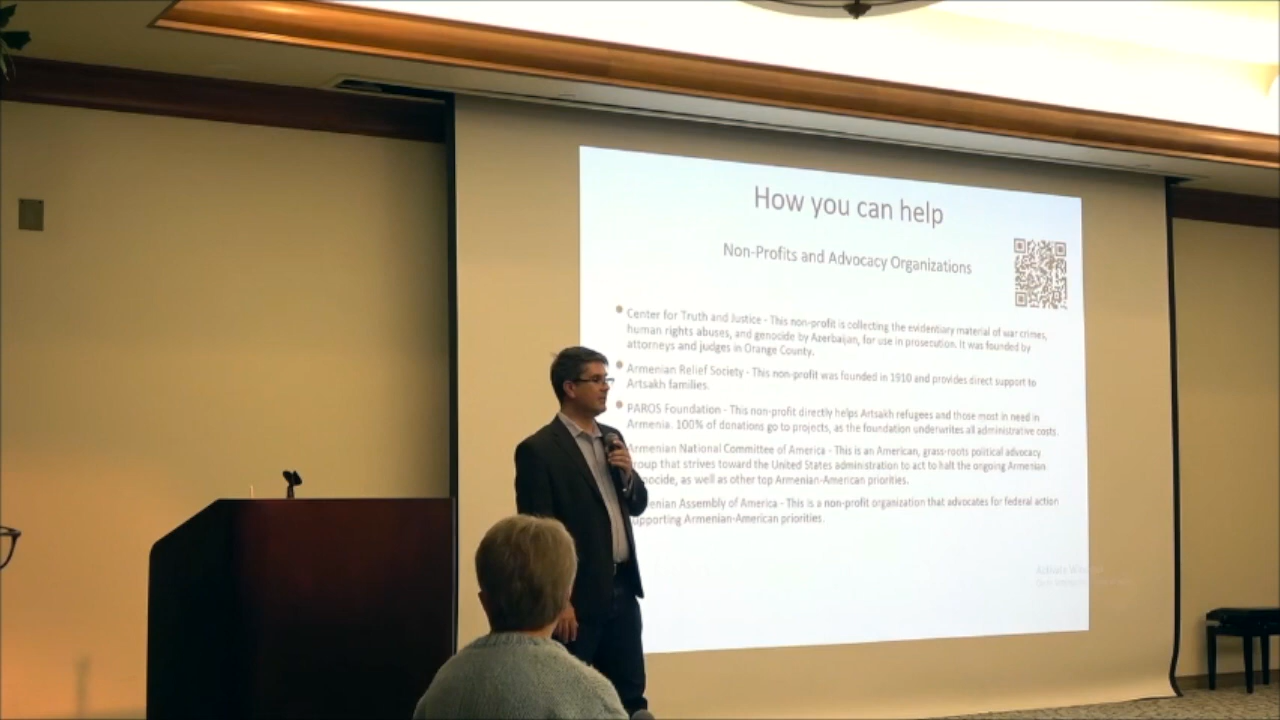 How you can help
Non-Profits and Advocacy Organizations
Center for Truth and Justice - This non-profit is collecting the evidentiary material of war crimes,
human rights abuses, and genocide by Azerbaijan, for use in prosecution. It was founded by
attorneys and judges in Orange County.
Armenian Relief Society - This non-profit was founded in 1910 and provides direct support to
Artsakh families.
PAROS Foundation - This non-profit directly helps Artsakh refugees and those most in need in
Armenia. 100% of donations go to projects, as the foundation underwrites all administrative costs.
Armenian National Committee of America - This is an American, grass-roots political advocacy
roup that strives toward the United States administration to act to halt the ongoing Armenian
ocide, as well as other top Armenian-American priorities.
enian Assembly of America - This is a non-profit organization that advocates for federal action
upporting Armenian-American priorities.
Activate